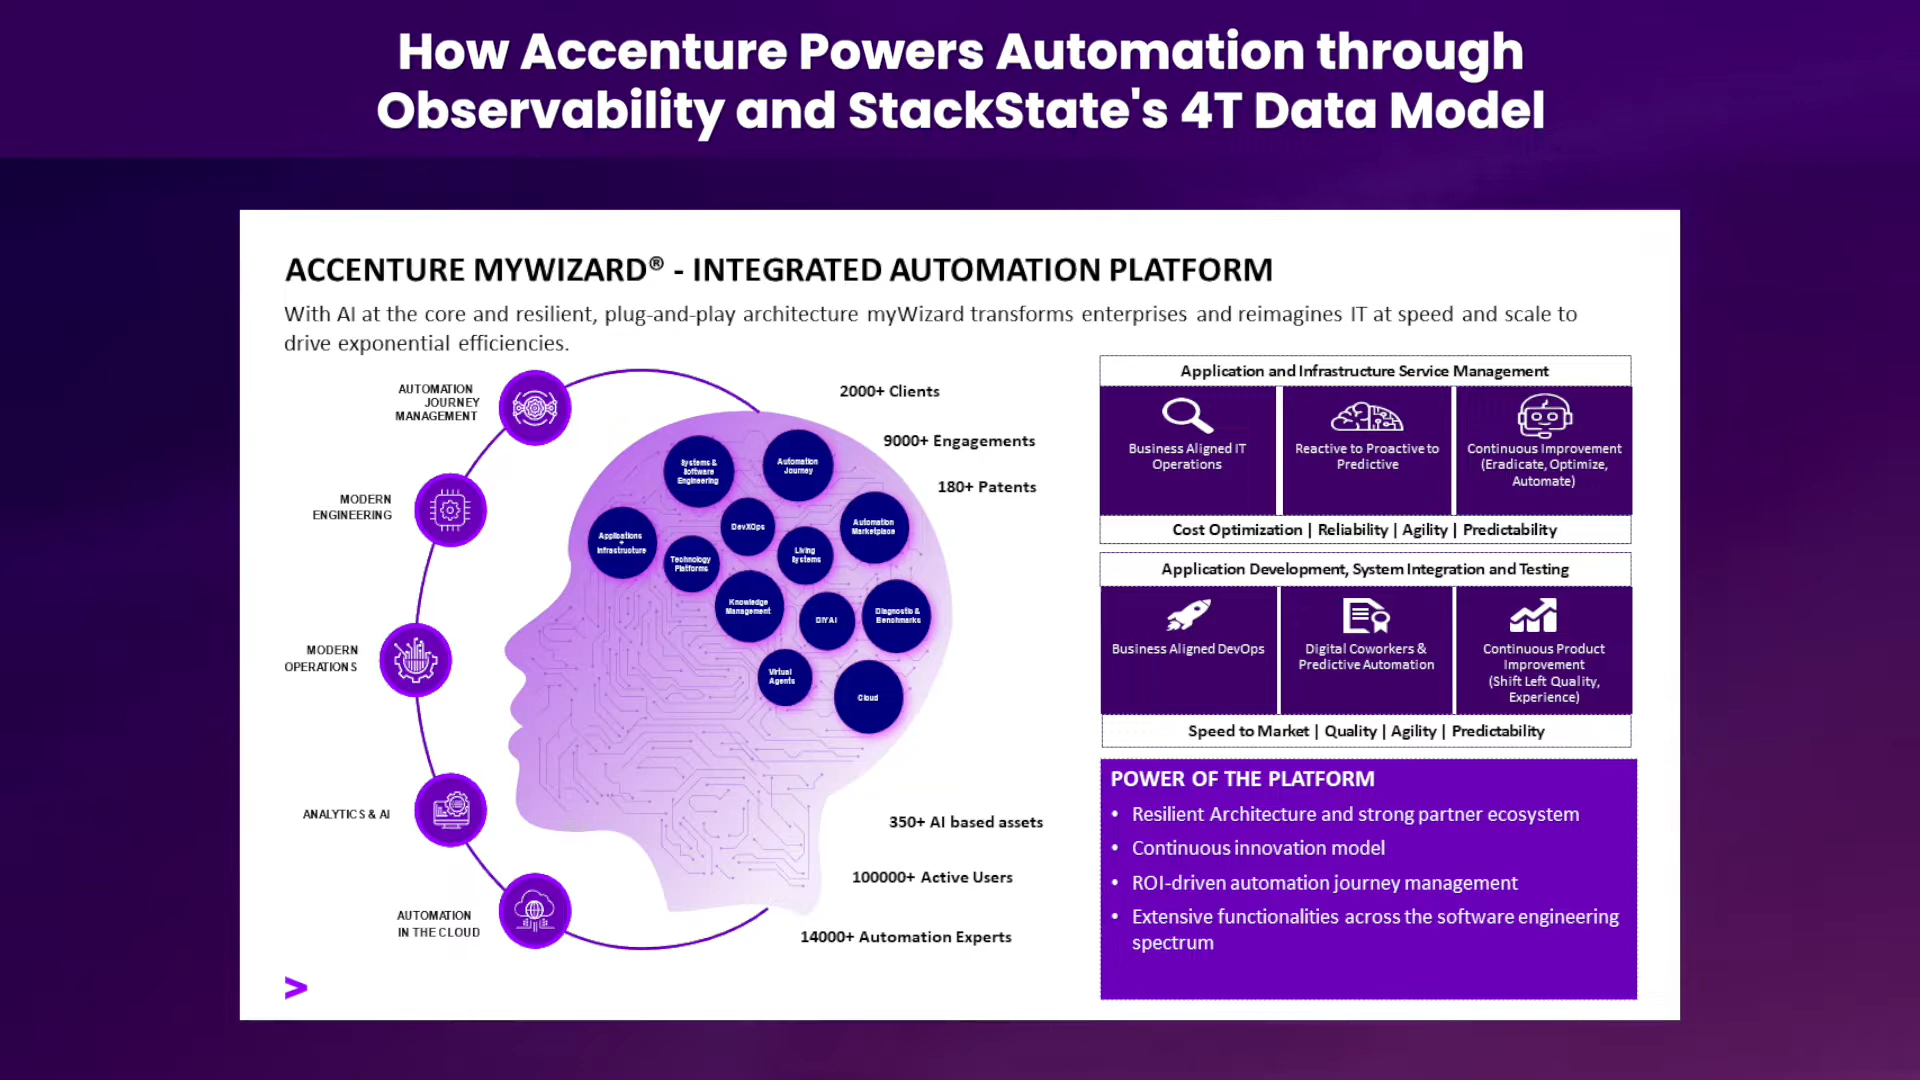 How Accenture Powers Automation through
Observability and StackState's 4T Data Model
ACCENTURE MYWIZARD® - INTEGRATED AUTOMATION PLATFORM
With AI at the core and resilient, plug-and-play architecture myWizard transforms enterprises and reimagines IT at speed and scale to
drive exponential efficiencies.
AUTOMATION
JOURNEY
MANAGEMENT
MODERN
ENGINEERING
MODERN
OPERATIONS
ANALYTICS & AI
AUTOMATION
IN THE CLOUD
2000+ Clients
9000+ Engagements
180+ Patents
Systems &
Software
Engineering
Automation
Journey
Applications
+
Infrastructure
DevXOps
Automation
Marketplace
Technology
Platforms
Living
Systems
Knowledge
Management
DIY AI
Diagnostic &
Benchmarks
Virtual
Agents
Cloud
350+ AI based assets
100000+ Active Users
14000+ Automation Experts
>
Application and Infrastructure Service Management
Business Aligned IT
Operations
Reactive to Proactive to
Predictive
Continuous Improvement
(Eradicate, Optimize,
Automate)
Cost Optimization | Reliability | Agility | Predictability
Application Development, System Integration and Testing
Business Aligned DevOps
Digital Coworkers &
Predictive Automation
Continuous Product
Improvement
(Shift Left Quality,
Experience)
Speed to Market | Quality | Agility | Predictability
POWER OF THE PLATFORM
• Resilient Architecture and strong partner ecosystem
• Continuous innovation model
• ROI-driven automation journey management
• Extensive functionalities across the software engineering
spectrum